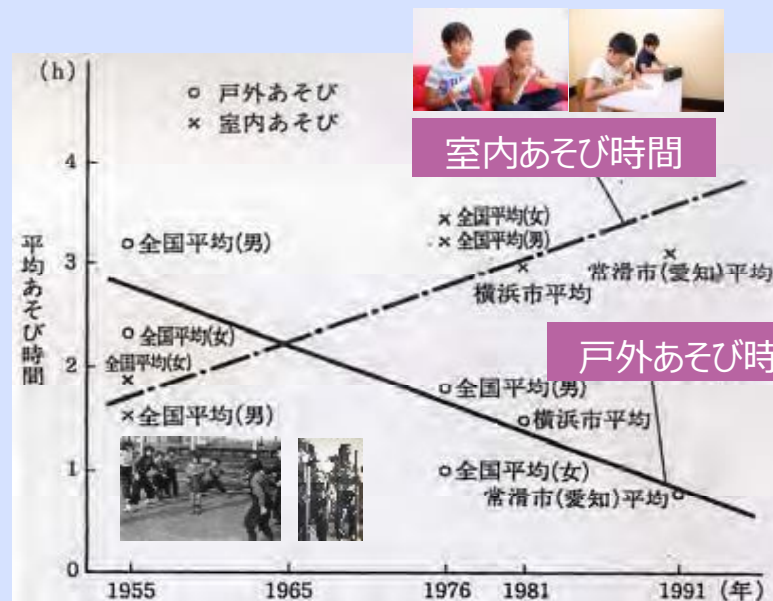 (h)
○ 戸外あそび
× 室内あそび
室内あそび時間
4
3
2
1
0
平均あそび時間
○全国平均(男)
○全国平均(女)
全国平均(女)
×
×全国平均(男)
×全国平均(女)
×全国平均(男)
×
横浜市平均
×
常滑市(愛知)平均
戸外あそび時
○全国平均(男)
○横浜市平均
○全国平均(女)
常滑市(愛知)平均○
1955 1965 1976 1981 1991 (年)